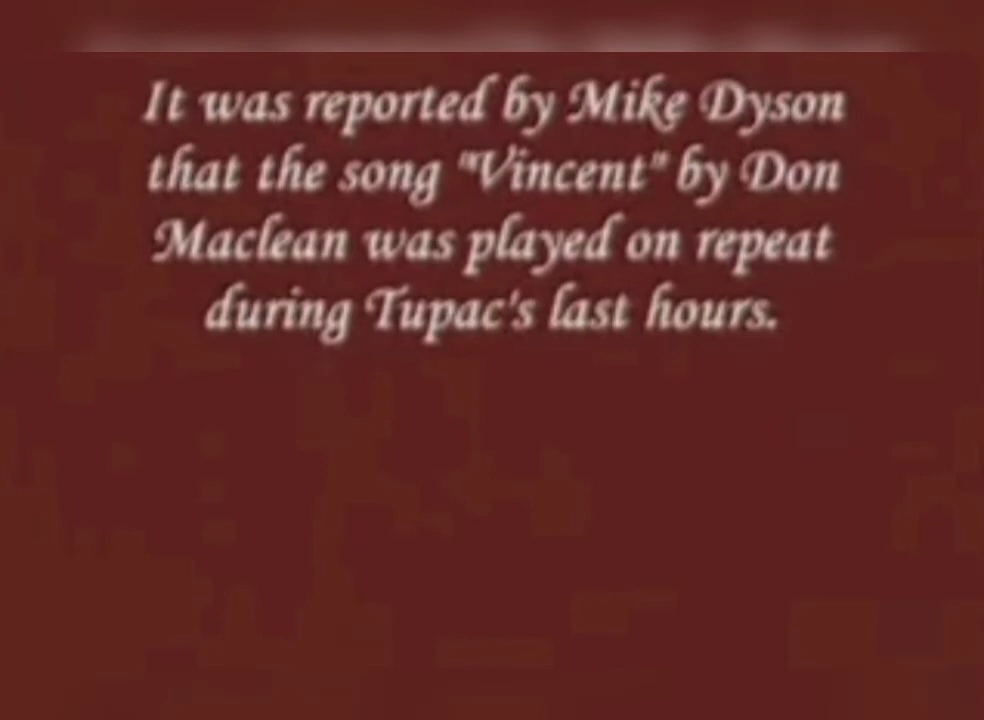 It was reported by Mike Dyson
that the song "Vincent" by Don
Maclean was played on repeat
during Tupac's last hours.